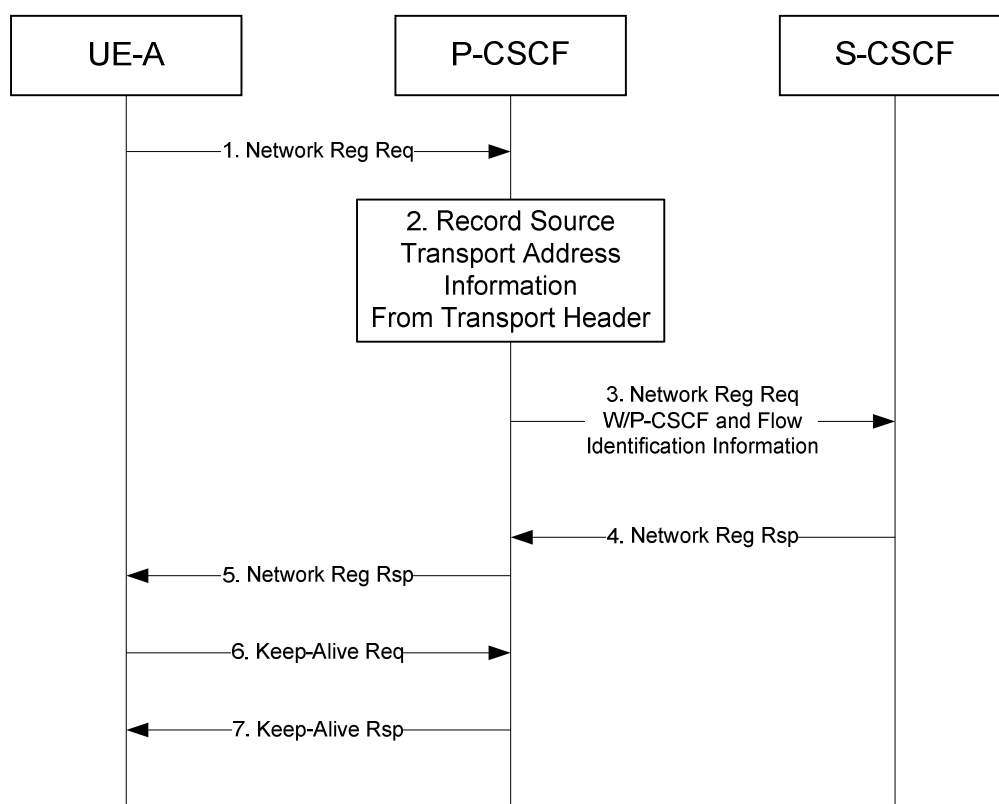 UE-A
P-CSCF
S-CSCF
1. Network Reg Req
2. Record Source
Transport Address
Information
From Transport Header
3. Network Reg Req
W/P-CSCF and Flow
Identification Information
4. Network Reg Rsp
5. Network Reg Rsp
6. Keep-Alive Req
7. Keep-Alive Rsp